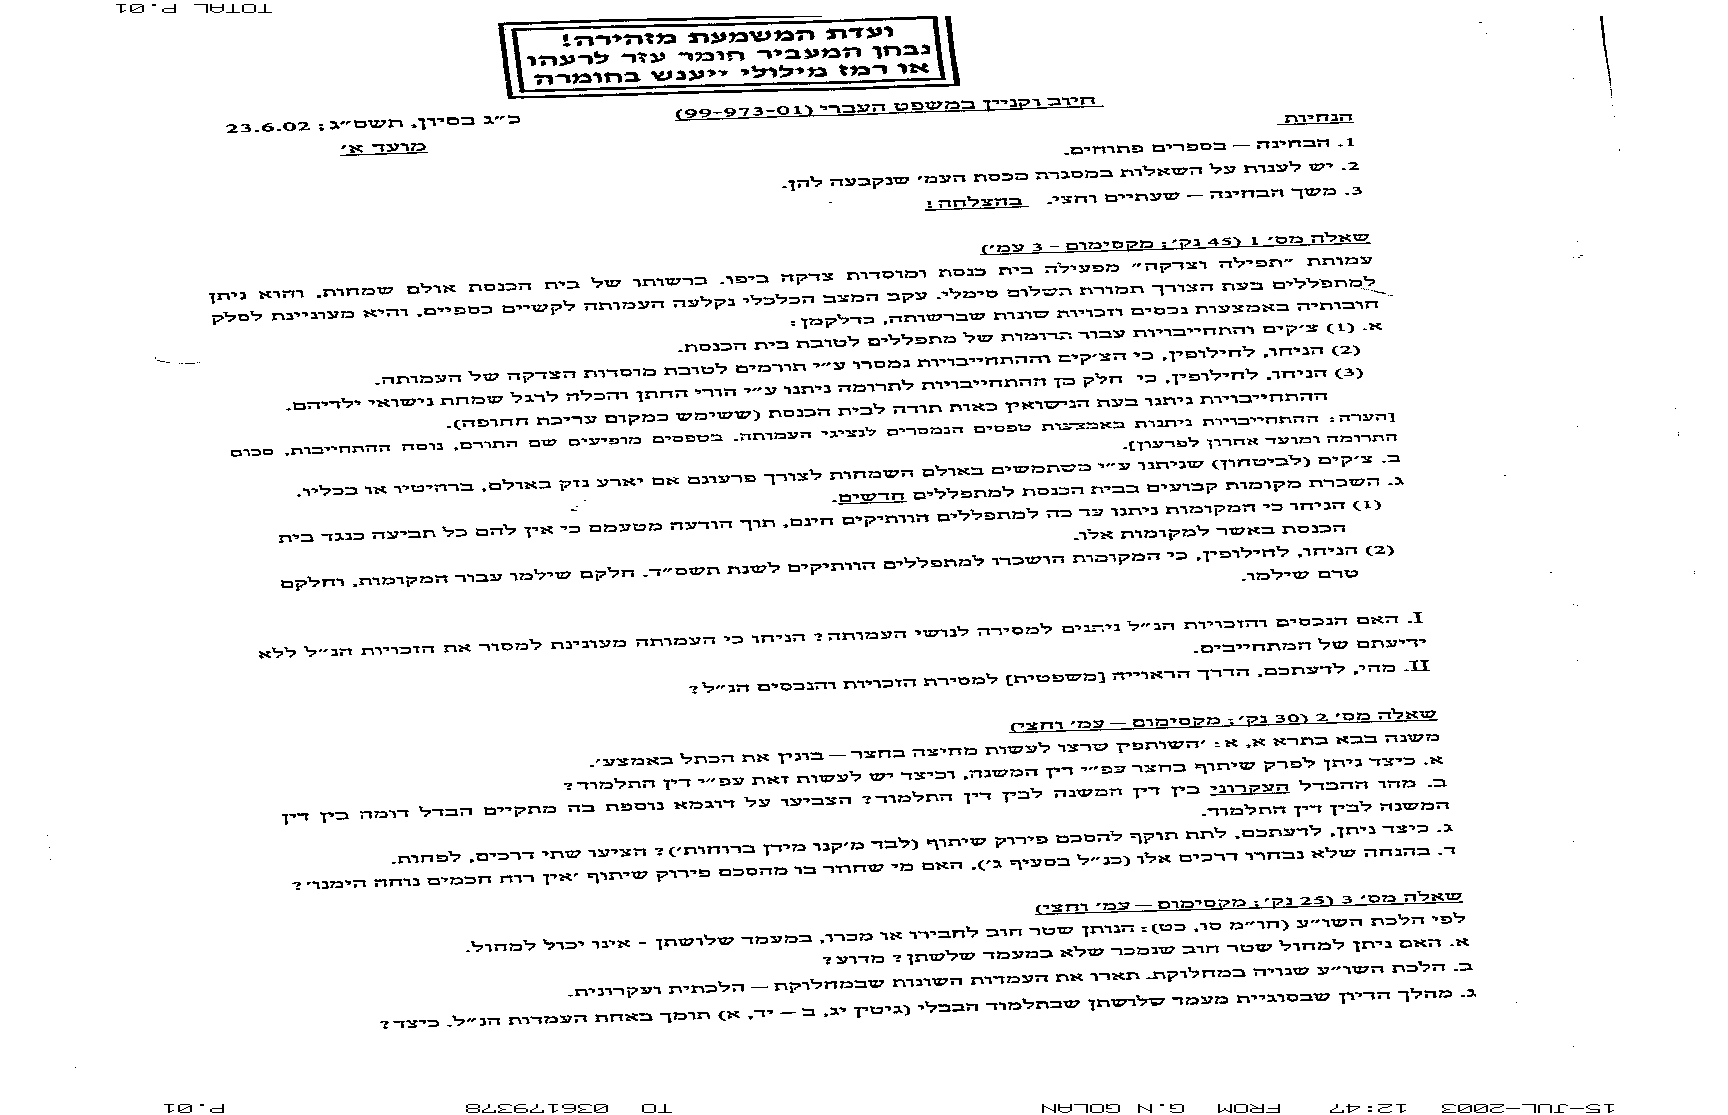 TOTAL P.01
ועדת המשמעת מזהירה!
נבחן המעביר חומר עזר לרעהו
או רמז מילולי ייענש בחומרה
חיוב וקניין במשפט העברי (99-973-01)
כ״ג בסיון, תשס״ג ; 23.6.02
מועד א׳
הנחיות
1. הבחינה – בספרים פתוחים.
2. יש לענות על השאלות במסגרת מכסת העמ׳ שנקבעה להן.
3. משך הבחינה – שעתיים וחצי. בהצלחה!
שאלה מס׳ 1 (45 נק׳; מקסימום - 3 עמ׳)
עמותת ״תפילה וצדקה״ מפעילה בית כנסת ומוסדות צדקה ביפו. ברשותו של בית הכנסת אולם שמחות, והוא ניתן
למתפללים בעת הצורך תמורת תשלום סימלי. עקב המצב הכלכלי נקלעה העמותה לקשיים כספיים, והיא מעוניינת לסלק
חובותיה באמצעות נכסים וזכויות שונות שברשותה, כדלקמן:
א. (1) צ׳קים והתחייבויות עבור תרומות של מתפללים לטובת בית הכנסת.
(2) הניחו, לחילופין, כי הצ׳קים וההתחייבויות נמסרו ע״י תורמים לטובת מוסדות הצדקה של העמותה.
(3) הניחו, לחילופין, כי חלק מן ההתחייבויות לתרומה ניתנו ע״י הורי החתן והכלה לרגל שמחת נישואי ילדיהם.
ההתחייבויות ניתנו בעת הנישואין כאות תודה לבית הכנסת (ששימש כמקום עריכת החופה).
[הערה: ההתחייבויות ניתנות באמצעות טפסים הנמסרים לנציגי העמותה. בטפסים מופיעים שם התורם, נוסח ההתחייבות, סכום
התרומה ומועד אחרון לפרעון].
ב. צ׳קים (לביטחון) שניתנו ע״י משתמשים באולם השמחות לצורך פרעונם אם יארע נזק באולם, ברהיטיו או בכליו.
ג. השכרת מקומות קבועים בבית הכנסת למתפללים חדשים.
(1) הניחו כי המקומות ניתנו עד כה למתפללים הוותיקים חינם, תוך הודעה מטעמם כי אין להם כל תביעה כנגד בית
הכנסת באשר למקומות אלו.
(2) הניחו, לחילופין, כי המקומות הושכרו למתפללים הוותיקים לשנת תשס״ד. חלקם שילמו עבור המקומות, וחלקם
טרם שילמו.
I. האם הנכסים והזכויות הנ״ל ניתנים למסירה לנושי העמותה? הניחו כי העמותה מעונינת למסור את הזכויות הנ״ל ללא
ידיעתם של המתחייבים.
II. מהי, לדעתכם, הדרך הראוייה [משפטית] למסירת הזכויות והנכסים הנ״ל?
שאלה מס׳ 2 (30 נק׳; מקסימום – עמ׳ וחצי)
משנה בבא בתרא א, א: ׳השותפין שרצו לעשות מחיצה בחצר – בונין את הכתל באמצע׳.
א. כיצד ניתן לפרק שיתוף בחצר עפ״י דין המשנה, וכיצד יש לעשות זאת עפ״י דין התלמוד?
ב. מהו ההבדל העקרוני בין דין המשנה לבין דין התלמוד? הצביעו על דוגמא נוספת בה מתקיים הבדל דומה בין דין
המשנה לבין דין התלמוד.
ג. כיצד ניתן, לדעתכם, לתת תוקף להסכם פירוק שיתוף (לבד מ׳קנו מידן ברוחות׳)? הציעו שתי דרכים, לפחות.
ד. בהנחה שלא נבחרו דרכים אלו (כנ״ל בסעיף ג׳), האם מי שחוזר בו מהסכם פירוק שיתוף ׳אין רוח חכמים נוחה הימנו׳?
שאלה מס׳ 3 (25 נק׳; מקסימום – עמ׳ וחצי)
לפי הלכת השו״ע (חו״מ סו, כט): הנותן שטר חוב לחבירו או מכרו, במעמד שלושתן - אינו יכול למחול.
א. האם ניתן למחול שטר חוב שנמכר שלא במעמד שלשתן? מדוע?
ב. הלכת השו״ע שנויה במחלוקת. תארו את העמדות השונות שבמחלוקת – הלכתית ועקרונית.
ג. מהלך הדיון שבסוגיית מעמד שלושתן שבתלמוד הבבלי (גיטין יג, ב – יד, א) תומך באחת העמדות הנ״ל. כיצד?
15-JUL-2003 12:47 FROM G.N GOLAN TO 036179378 P.01